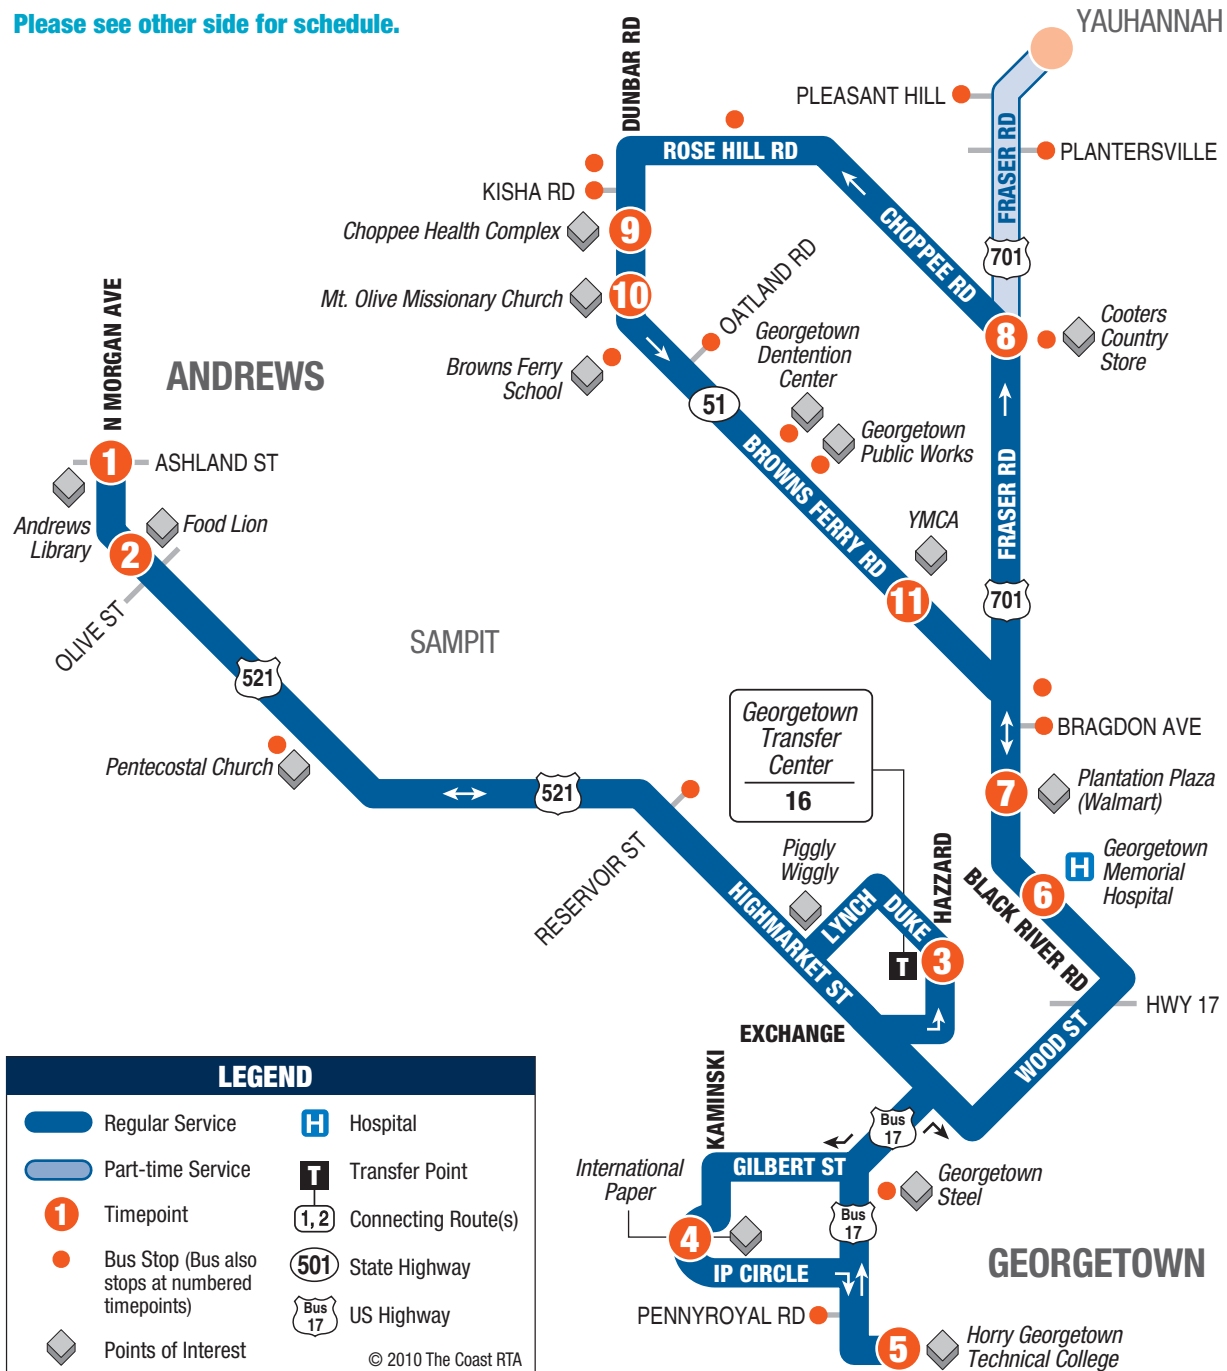 Please see other side for schedule.
YAUHANNAH
DUNBAR RD
PLEASANT HILL
FRASER RD
PLANTERSVILLE
ROSE HILL RD
KISHA RD
CHOPPEE RD
701
Choppee Health Complex
9
OATLAND RD
Mt. Olive Missionary Church
10
8
Cooters
Country
Store
N MORGAN AVE
ANDREWS
Georgetown
Dentention
Center
Browns Ferry
School
51
Georgetown
Public Works
BROWNS FERRY RD
FRASER RD
1
ASHLAND ST
Andrews
Library
Food Lion
2
YMCA
11
701
OLIVE ST
SAMPIT
521
Georgetown
Transfer
Center
16
BRAGDON AVE
Pentecostal Church
521
7
Plantation Plaza
(Walmart)
RESERVOIR ST
Piggly
Wiggly
HAZZARD
Georgetown
Memorial
Hospital
H
6
BLACK RIVER RD
HIGHMARKET ST
LYNCH
DUKE
T
3
HWY 17
EXCHANGE
WOOD ST
KAMINSKI
Bus
17
GILBERT ST
International
Paper
Georgetown
Steel
Bus
17
4
GEORGETOWN
IP CIRCLE
PENNYROYAL RD
5
Horry Georgetown
Technical College
LEGEND
Regular Service
H
Hospital
Part-time Service
T
Transfer Point
1
Timepoint
1, 2
Connecting Route(s)
Bus Stop (Bus also
stops at numbered
timepoints)
501
State Highway
Bus
17
US Highway
Points of Interest
© 2010 The Coast RTA